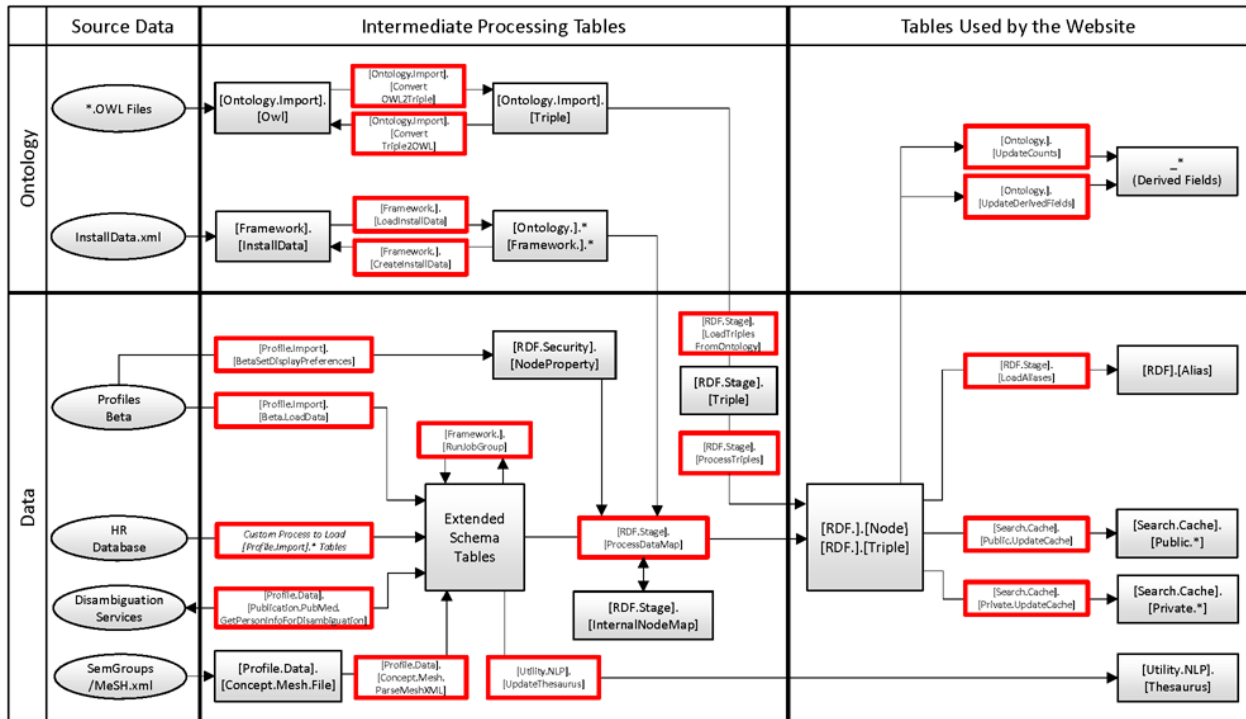 Source Data
Intermediate Processing Tables
Tables Used by the Website
Ontology
*.OWL Files
[Ontology.Import].
[Owl]
[Ontology.Import].
[Convert
OWL2Triple]
[Ontology.Import].
[Convert
Triple2OWL]
[Ontology.Import].
[Triple]
[Ontology.].
[UpdateCounts]
[Ontology.].
[UpdateDerivedFields]
_*
(Derived Fields)
InstallData.xml
[Framework].
[InstallData]
[Framework.].
[LoadInstallData]
[Framework.].
[CreateInstallData]
[Ontology.].*
[Framework.].*
Data
Profiles
Beta
[Profile.Import].
[BetaSetDisplayPreferences]
[RDF.Security].
[NodeProperty]
[Profile.Import].
[Beta.LoadData]
[RDF.Stage].
[LoadTriples
FromOntology]
[RDF.Stage].
[Triple]
[RDF.Stage].
[ProcessTriples]
[RDF.Stage].
[LoadAliases]
[RDF].[Alias]
[Framework.].
[RunJobGroup]
HR
Database
Custom Process to Load
[Profile.Import].* Tables
Extended
Schema
Tables
[RDF.Stage].
[ProcessDataMap]
[RDF.].[Node]
[RDF.].[Triple]
[Search.Cache].
[Public.UpdateCache]
[Search.Cache].
[Public.*]
Disambiguation
Services
[Profile.Data].
[Publication.PubMed.
GetPersonInfoForDisambiguation]
[RDF.Stage].
[InternalNodeMap]
[Search.Cache].
[Private.UpdateCache]
[Search.Cache].
[Private.*]
SemGroups
/MeSH.xml
[Profile.Data].
[Concept.Mesh.File]
[Profile.Data].
[Concept.Mesh.
ParseMeshXML]
[Utility.NLP].
[UpdateThesaurus]
[Utility.NLP].
[Thesaurus]